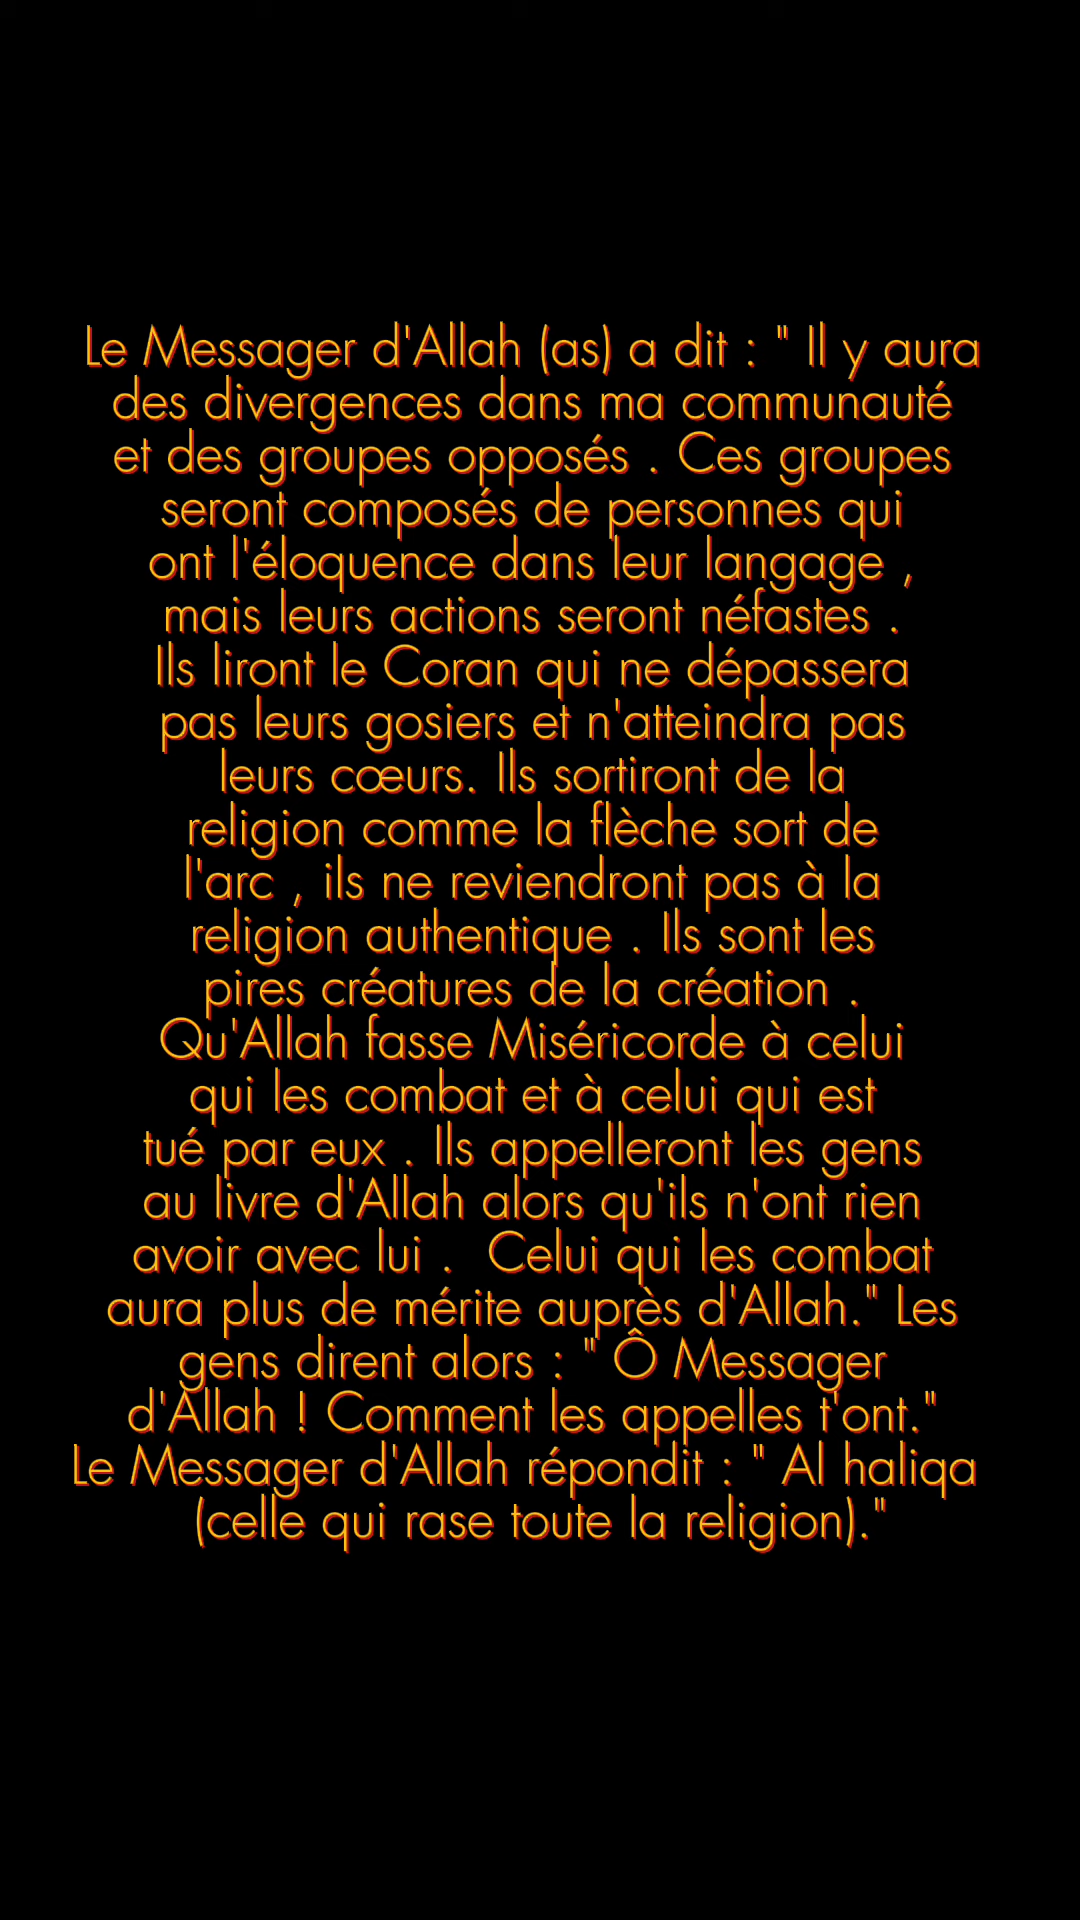 Le Messager d'Allah (as) a dit : " Il y aura
des divergences dans ma communauté
et des groupes opposés . Ces groupes
seront composés de personnes qui
ont l'éloquence dans leur langage ,
mais leurs actions seront néfastes .
Ils liront le Coran qui ne dépassera
pas leurs gosiers et n'atteindra pas
leurs cœurs. Ils sortiront de la
religion comme la flèche sort de
l'arc , ils ne reviendront pas à la
religion authentique . Ils sont les
pires créatures de la création .
Qu'Allah fasse Miséricorde à celui
qui les combat et à celui qui est
tué par eux . Ils appelleront les gens
au livre d'Allah alors qu'ils n'ont rien
avoir avec lui .  Celui qui les combat
aura plus de mérite auprès d'Allah." Les
gens dirent alors : " Ô Messager
d'Allah ! Comment les appelles t'ont."
Le Messager d'Allah répondit : " Al haliqa
(celle qui rase toute la religion)."